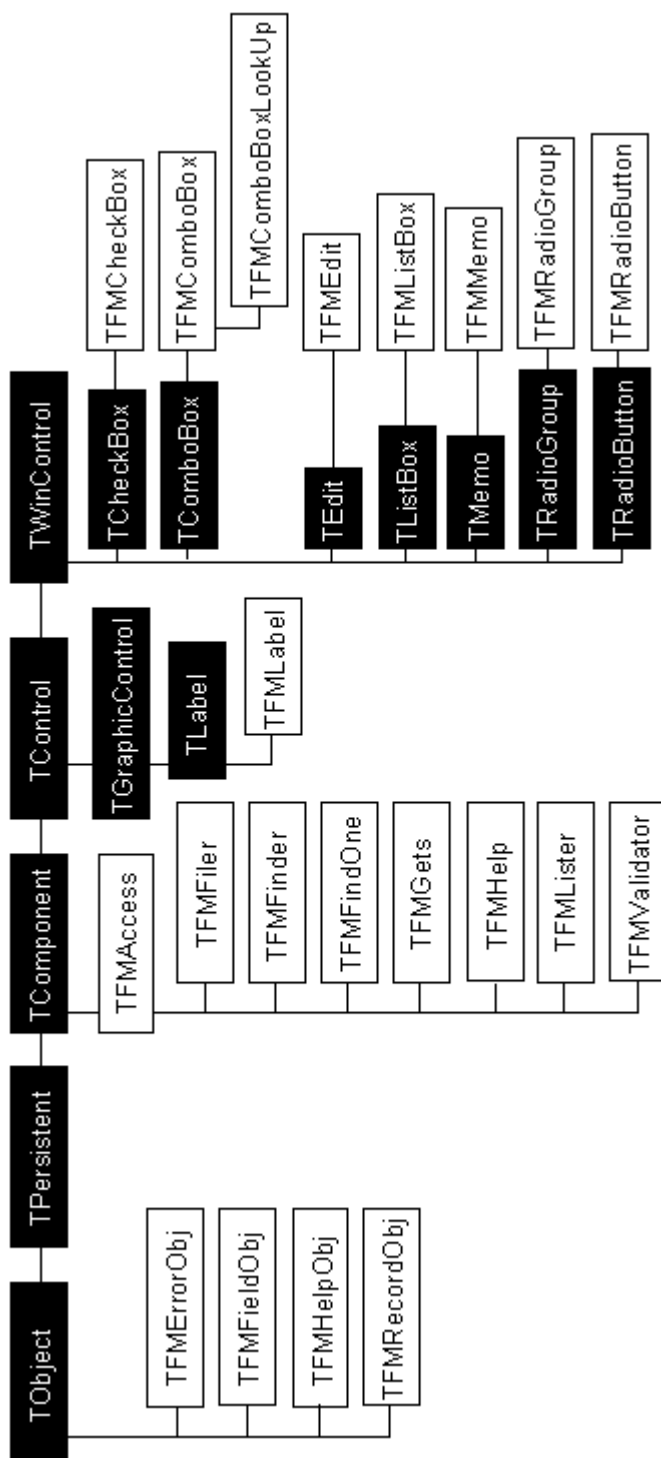 TObject
TPersistent
TComponent
TControl
TWinControl
TFMErrorObj
TFMFieldObj
TFMHelpObj
TFMRecordObj
TFMAccess
TFMFiler
TFMFinder
TFMFindOne
TFMGets
TFMHelp
TFMLister
TFMValidator
TGraphicControl
TLabel
TFMLabel
TCheckBox
TFMCheckBox
TComboBox
TFMComboBox
TFMComboBoxLookUp
TEdit
TFMEdit
TListBox
TFMListBox
TMemo
TFMMemo
TRadioGroup
TFMRadioGroup
TRadioButton
TFMRadioButton